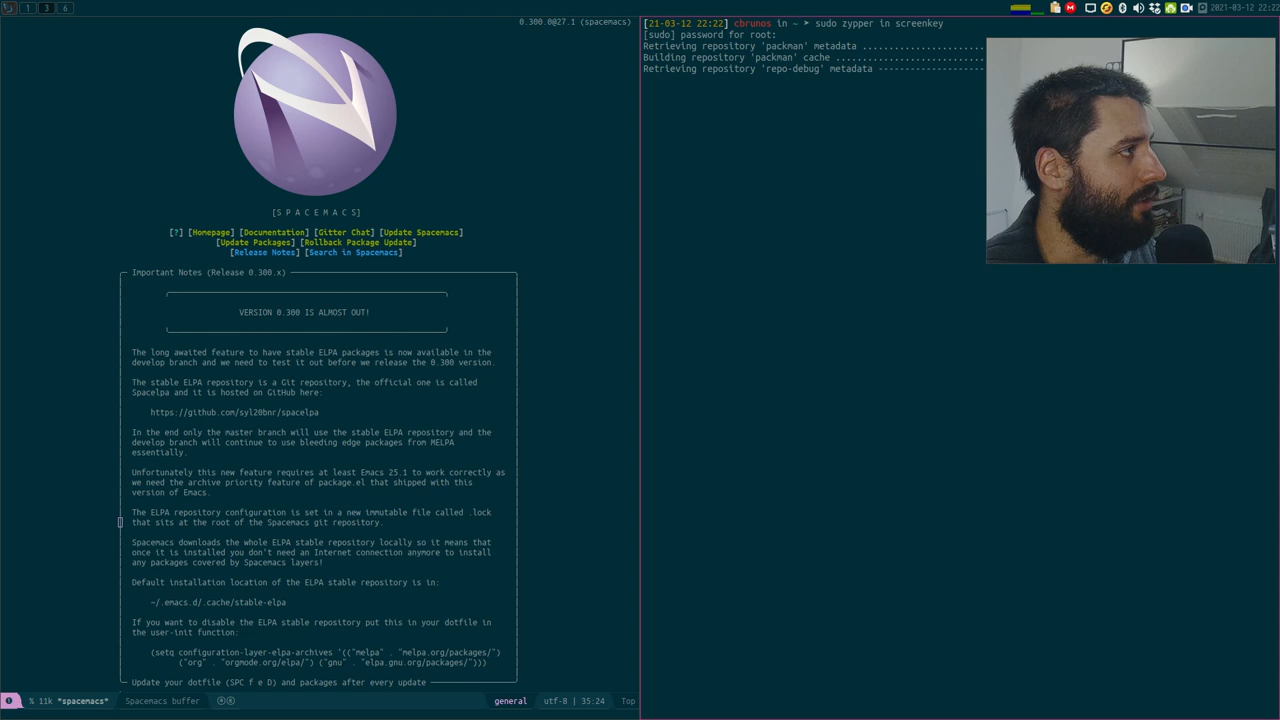 1 3 6
2021-03-12 22:22
0.300.0@27.1 (spacemacs)
[S P A C E M A C S]
[?] [Homepage] [Documentation] [Gitter Chat] [Update Spacemacs]
[Update Packages] [Rollback Package Update]
[Release Notes] [Search in Spacemacs]
Important Notes (Release 0.300.x)
VERSION 0.300 IS ALMOST OUT!
The long awaited feature to have stable ELPA packages is now available in the
develop branch and we need to test it out before we release the 0.300 version.
The stable ELPA repository is a Git repository, the official one is called
Spacelpa and it is hosted on GitHub here:
https://github.com/syl20bnr/spacelpa
In the end only the master branch will use the stable ELPA repository and the
develop branch will continue to use bleeding edge packages from MELPA
essentially.
Unfortunately this new feature requires at least Emacs 25.1 to work correctly as
we need the archive priority feature of package.el that shipped with this
version of Emacs.
The ELPA repository configuration is set in a new immutable file called .lock
that sits at the root of the Spacemacs git repository.
Spacemacs downloads the whole ELPA stable repository locally so it means that
once it is installed you don't need an Internet connection anymore to install
any packages covered by Spacemacs layers!
Default installation location of the ELPA stable repository is in:
~/.emacs.d/.cache/stable-elpa
If you want to disable the ELPA stable repository put this in your dotfile in
the user-init function:
(setq configuration-layer-elpa-archives '(("melpa" . "melpa.org/packages/")
("org" . "orgmode.org/elpa/") ("gnu" . "elpa.gnu.org/packages/")))
Update your dotfile (SPC f e D) and packages after every update
% 11k *spacemacs* Spacemacs buffer general utf-8 | 35:24 Top
[21-03-12 22:22] cbrunos in ~ ➤ sudo zypper in screenkey
[sudo] password for root:
Retrieving repository 'packman' metadata ......................
Building repository 'packman' cache ............................
Retrieving repository 'repo-debug' metadata -------------------